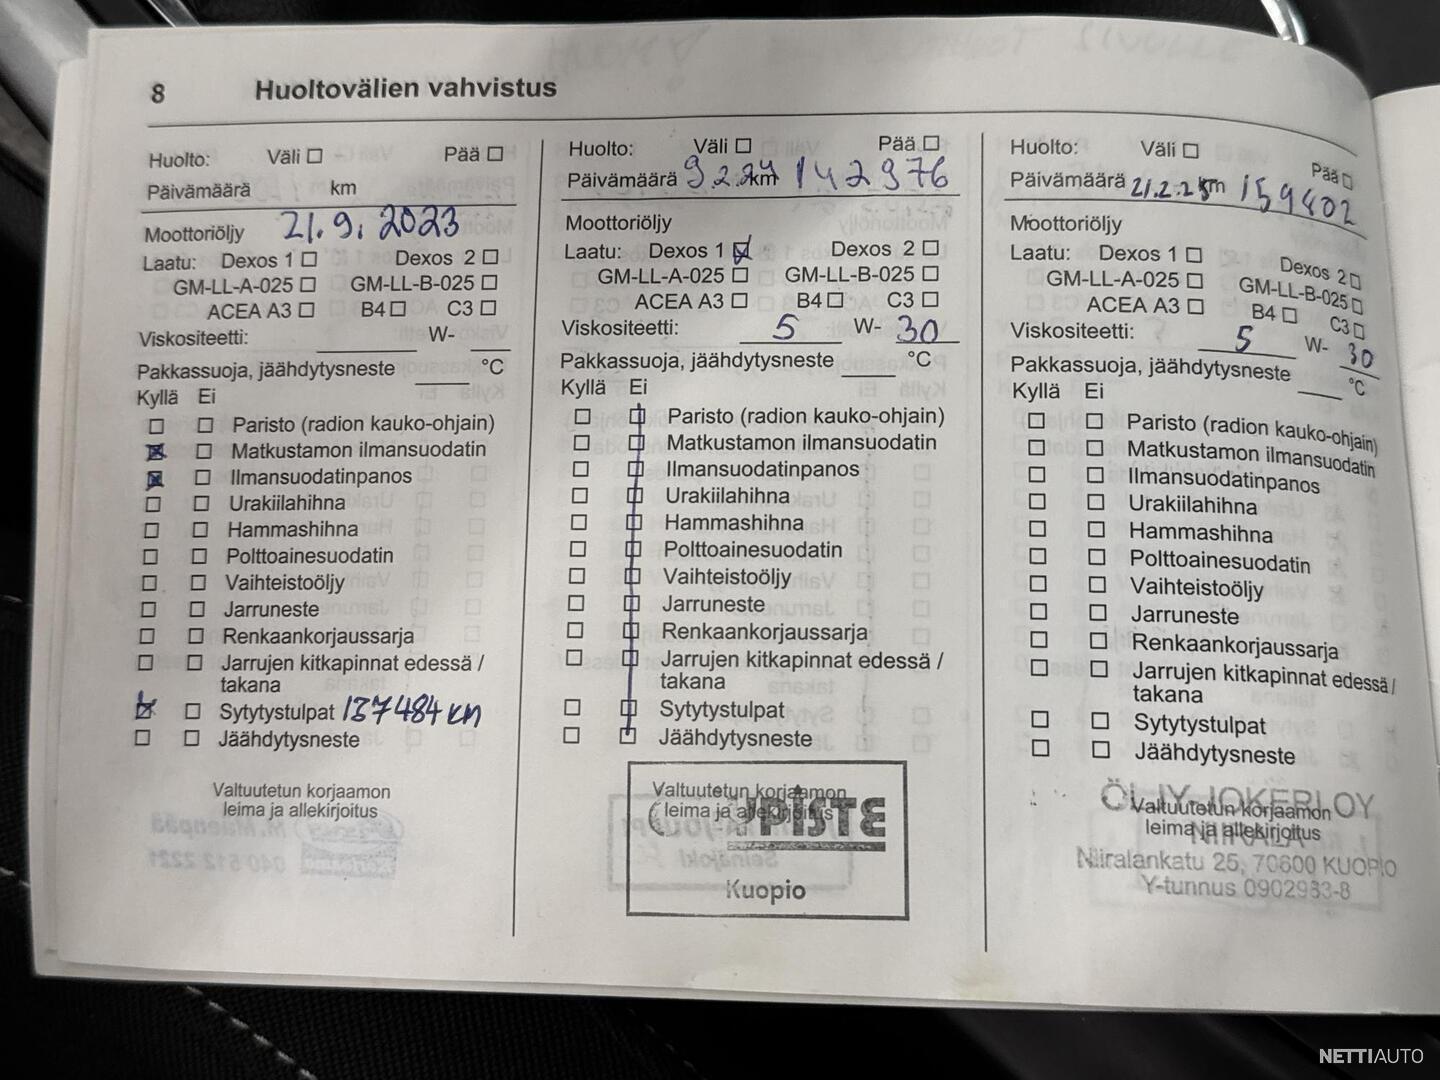 8 Huoltovälien vahvistus
Huolto: Väli ☐ Pää ☐
Päivämäärä km
Moottoriöljy 21.9.2023
Laatu: Dexos 1 ☐ Dexos 2 ☐
GM-LL-A-025 ☐ GM-LL-B-025 ☐
ACEA A3 ☐ B4 ☐ C3 ☐
Viskositeetti: W-
Pakkassuoja, jäähdytysneste °C
Kyllä Ei
☐ ☐ Paristo (radion kauko-ohjain)
☒ ☐ Matkustamon ilmansuodatin
☒ ☐ Ilmansuodatinpanos
☐ ☐ Urakiilahihna
☐ ☐ Hammashihna
☐ ☐ Polttoainesuodatin
☐ ☐ Vaihteistoöljy
☐ ☐ Jarruneste
☐ ☐ Renkaankorjaussarja
☐ ☐ Jarrujen kitkapinnat edessä /
takana
☒ ☐ Sytytystulpat 137484 km
☐ ☐ Jäähdytysneste
Valtuutetun korjaamon
leima ja allekirjoitus
Huolto: Väli ☐ Pää ☐
Päivämäärä 9.2.24 km 142976
Moottoriöljy
Laatu: Dexos 1 ☒ Dexos 2 ☐
GM-LL-A-025 ☐ GM-LL-B-025 ☐
ACEA A3 ☐ B4 ☐ C3 ☐
Viskositeetti: 5 W- 30
Pakkassuoja, jäähdytysneste °C
Kyllä Ei
☐ ☐ Paristo (radion kauko-ohjain)
☐ ☐ Matkustamon ilmansuodatin
☐ ☐ Ilmansuodatinpanos
☐ ☐ Urakiilahihna
☐ ☐ Hammashihna
☐ ☐ Polttoainesuodatin
☐ ☐ Vaihteistoöljy
☐ ☐ Jarruneste
☐ ☐ Renkaankorjaussarja
☐ ☐ Jarrujen kitkapinnat edessä /
takana
☐ ☐ Sytytystulpat
☐ ☐ Jäähdytysneste
Valtuutetun korjaamon
leima ja allekirjoitus
Kuopio
Huolto: Väli ☐ Pää ☐
Päivämäärä 21.2.25 km 159402
Moottoriöljy
Laatu: Dexos 1 ☐ Dexos 2 ☐
GM-LL-A-025 ☐ GM-LL-B-025 ☐
ACEA A3 ☐ B4 ☐ C3 ☐
Viskositeetti: 5 W- 30
Pakkassuoja, jäähdytysneste °C
Kyllä Ei
☐ ☐ Paristo (radion kauko-ohjain)
☐ ☐ Matkustamon ilmansuodatin
☐ ☐ Ilmansuodatinpanos
☐ ☐ Urakiilahihna
☐ ☐ Hammashihna
☐ ☐ Polttoainesuodatin
☐ ☐ Vaihteistoöljy
☐ ☐ Jarruneste
☐ ☐ Renkaankorjaussarja
☐ ☐ Jarrujen kitkapinnat edessä /
takana
☐ ☐ Sytytystulpat
☐ ☐ Jäähdytysneste
ÖLJY JOKERI OY
Valtuutetun korjaamon
NIIRALA
leima ja allekirjoitus
Niiralankatu 25, 70600 KUOPIO
Y-tunnus 0902983-8
NETTIAUTO